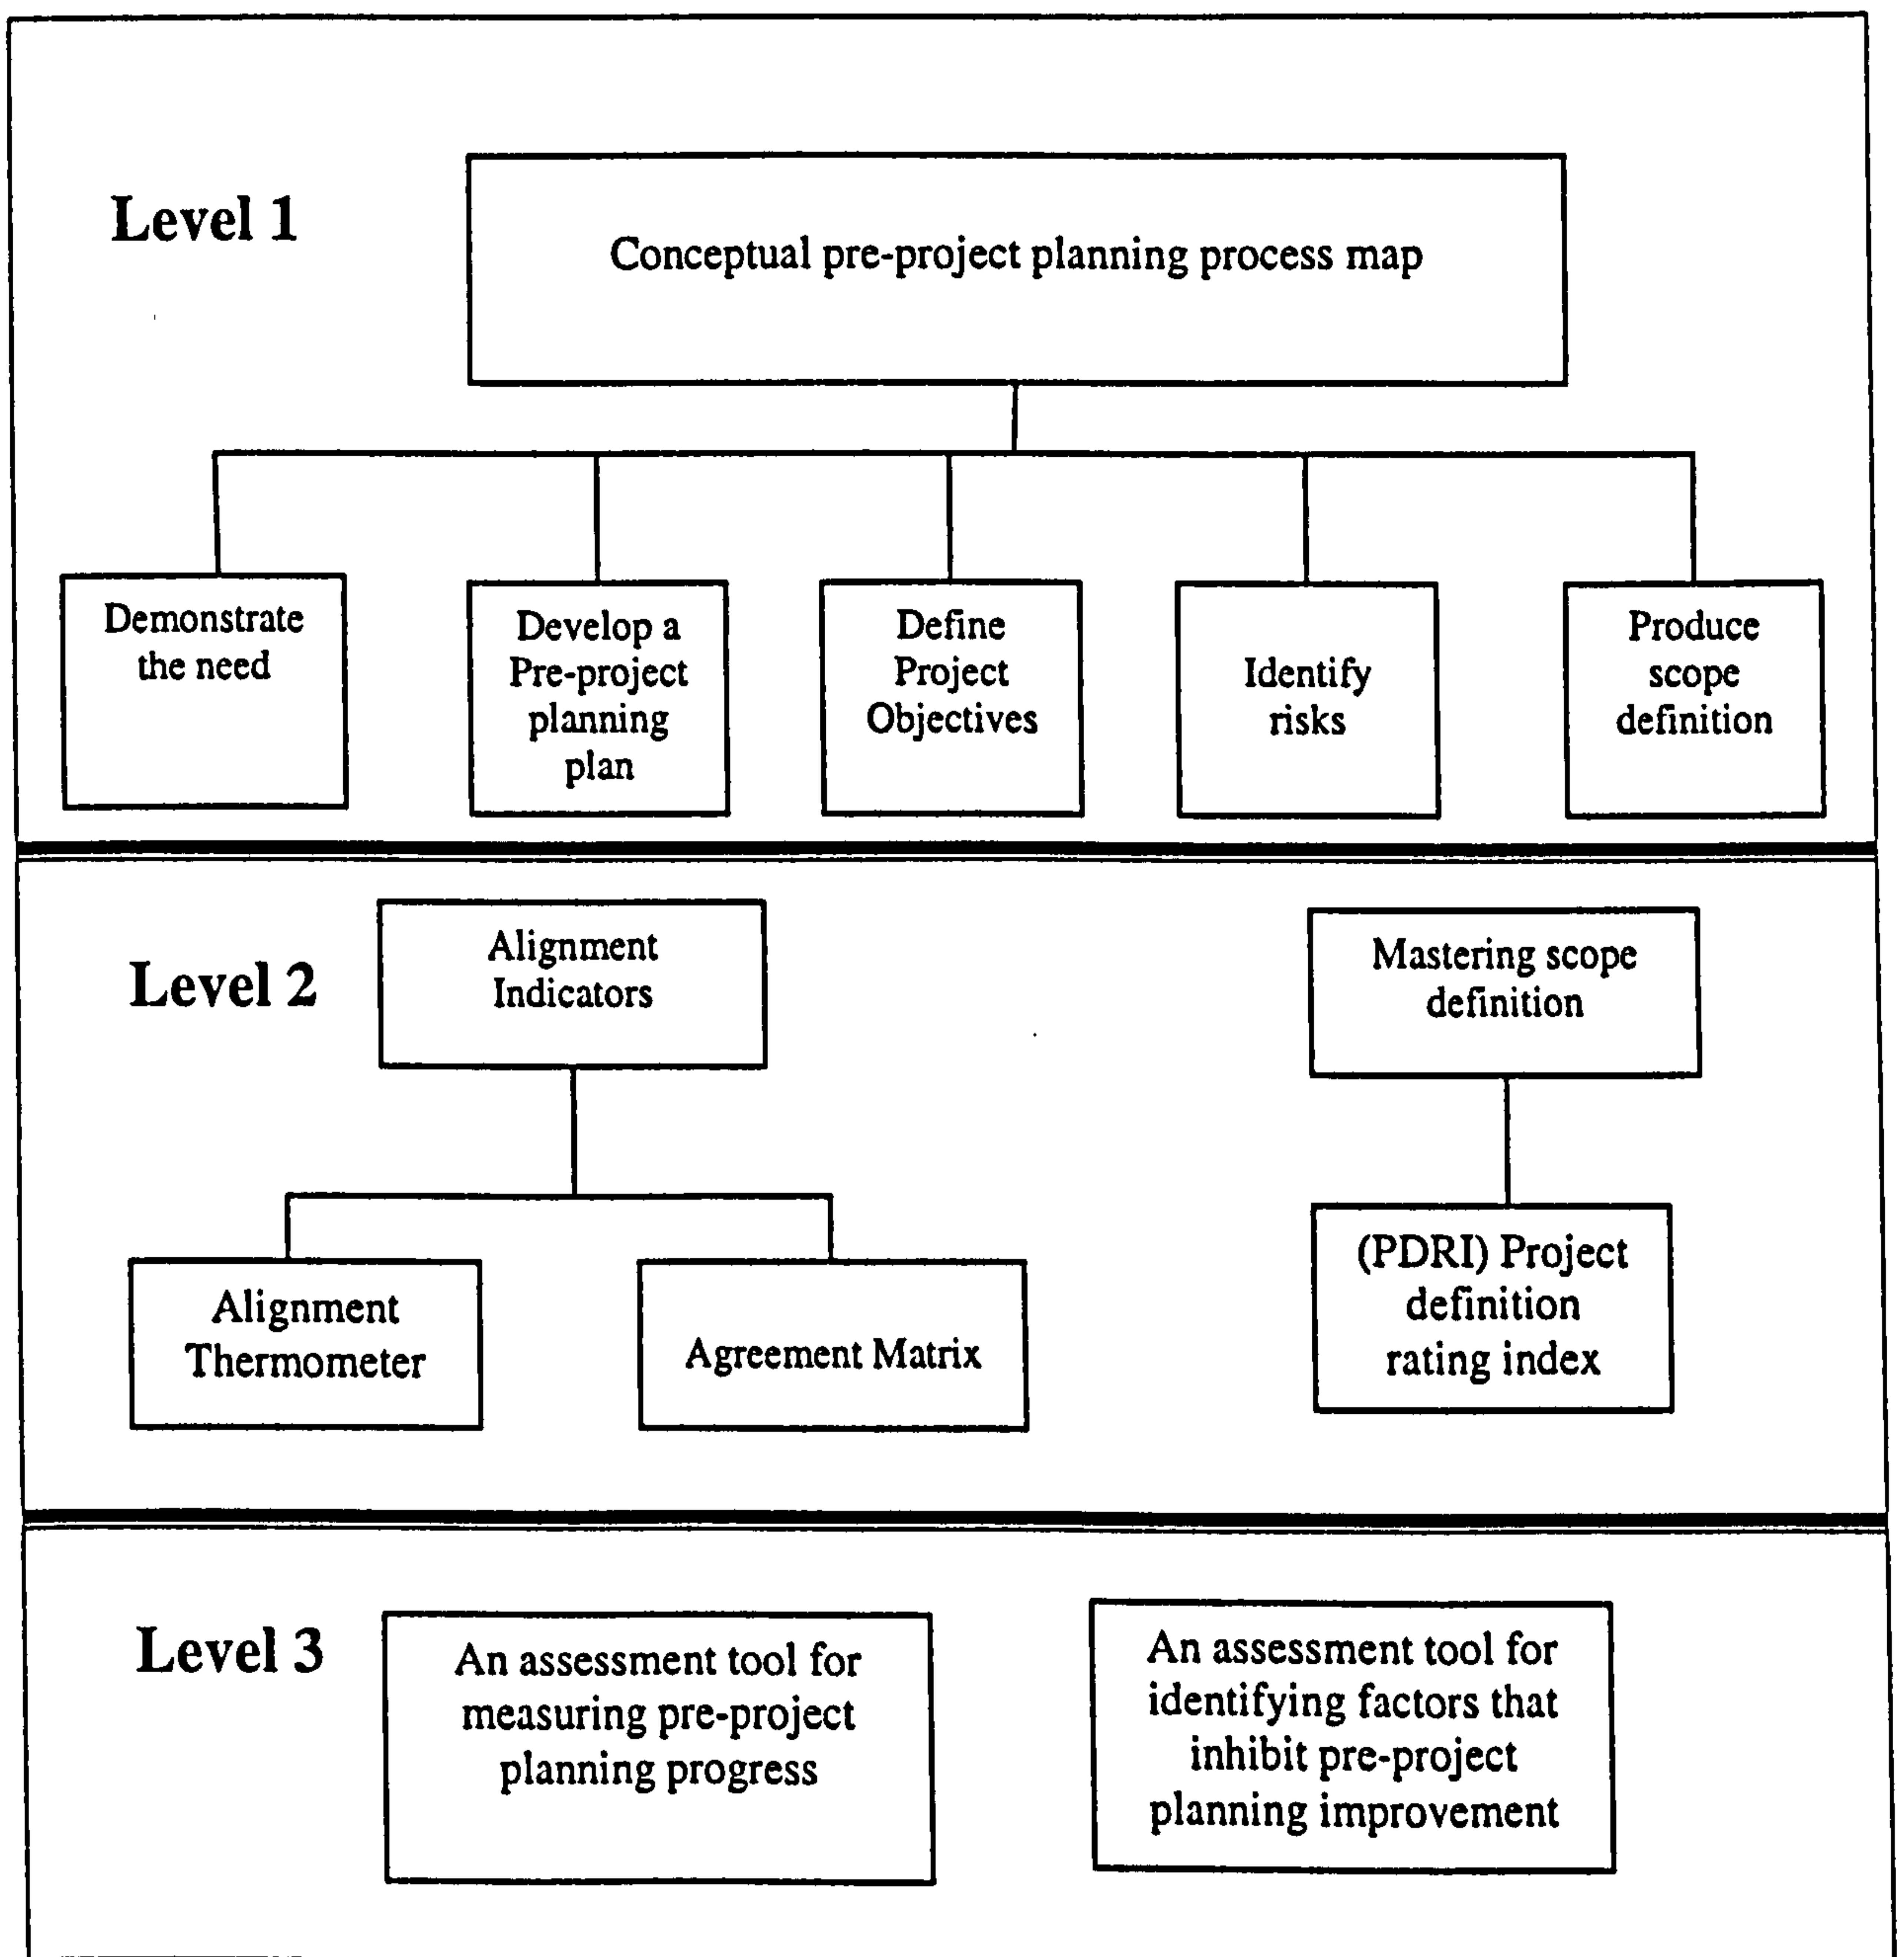 Level 1
Conceptual pre-project planning process map
Demonstrate
the need
Develop a
Pre-project
planning
plan
Define
Project
Objectives
Identify
risks
Produce
scope
definition
Level 2
Alignment
Indicators
Mastering scope
definition
Alignment
Thermometer
Agreement Matrix
(PDRI) Project
definition
rating index
Level 3
An assessment tool for
measuring pre-project
planning progress
An assessment tool for
identifying factors that
inhibit pre-project
planning improvement